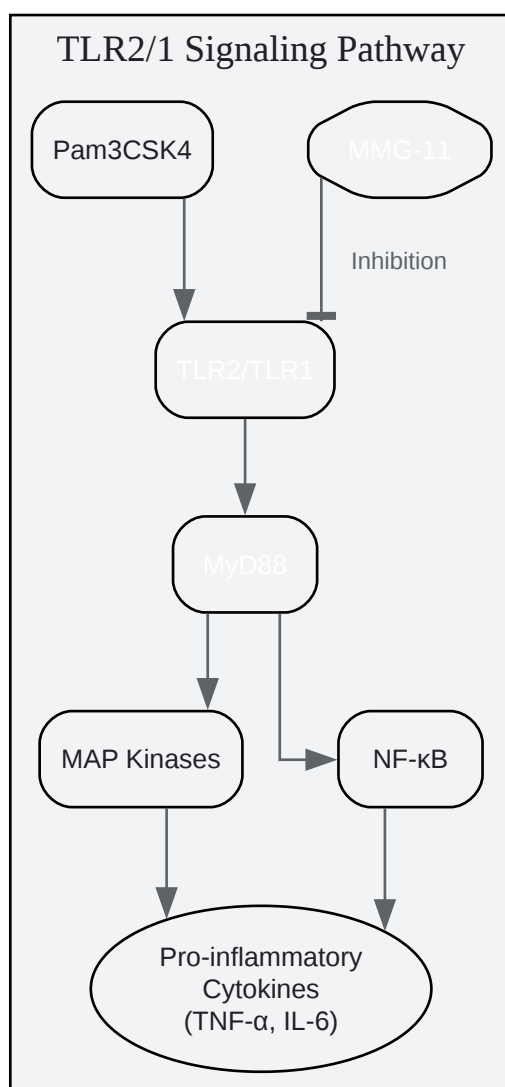 TLR2/1 Signaling Pathway
Pam3CSK4
MMG-11
Inhibition
TLR2/TLR1
MyD88
MAP Kinases
NF-κB
Pro-inflammatory
Cytokines
(TNF-α, IL-6)